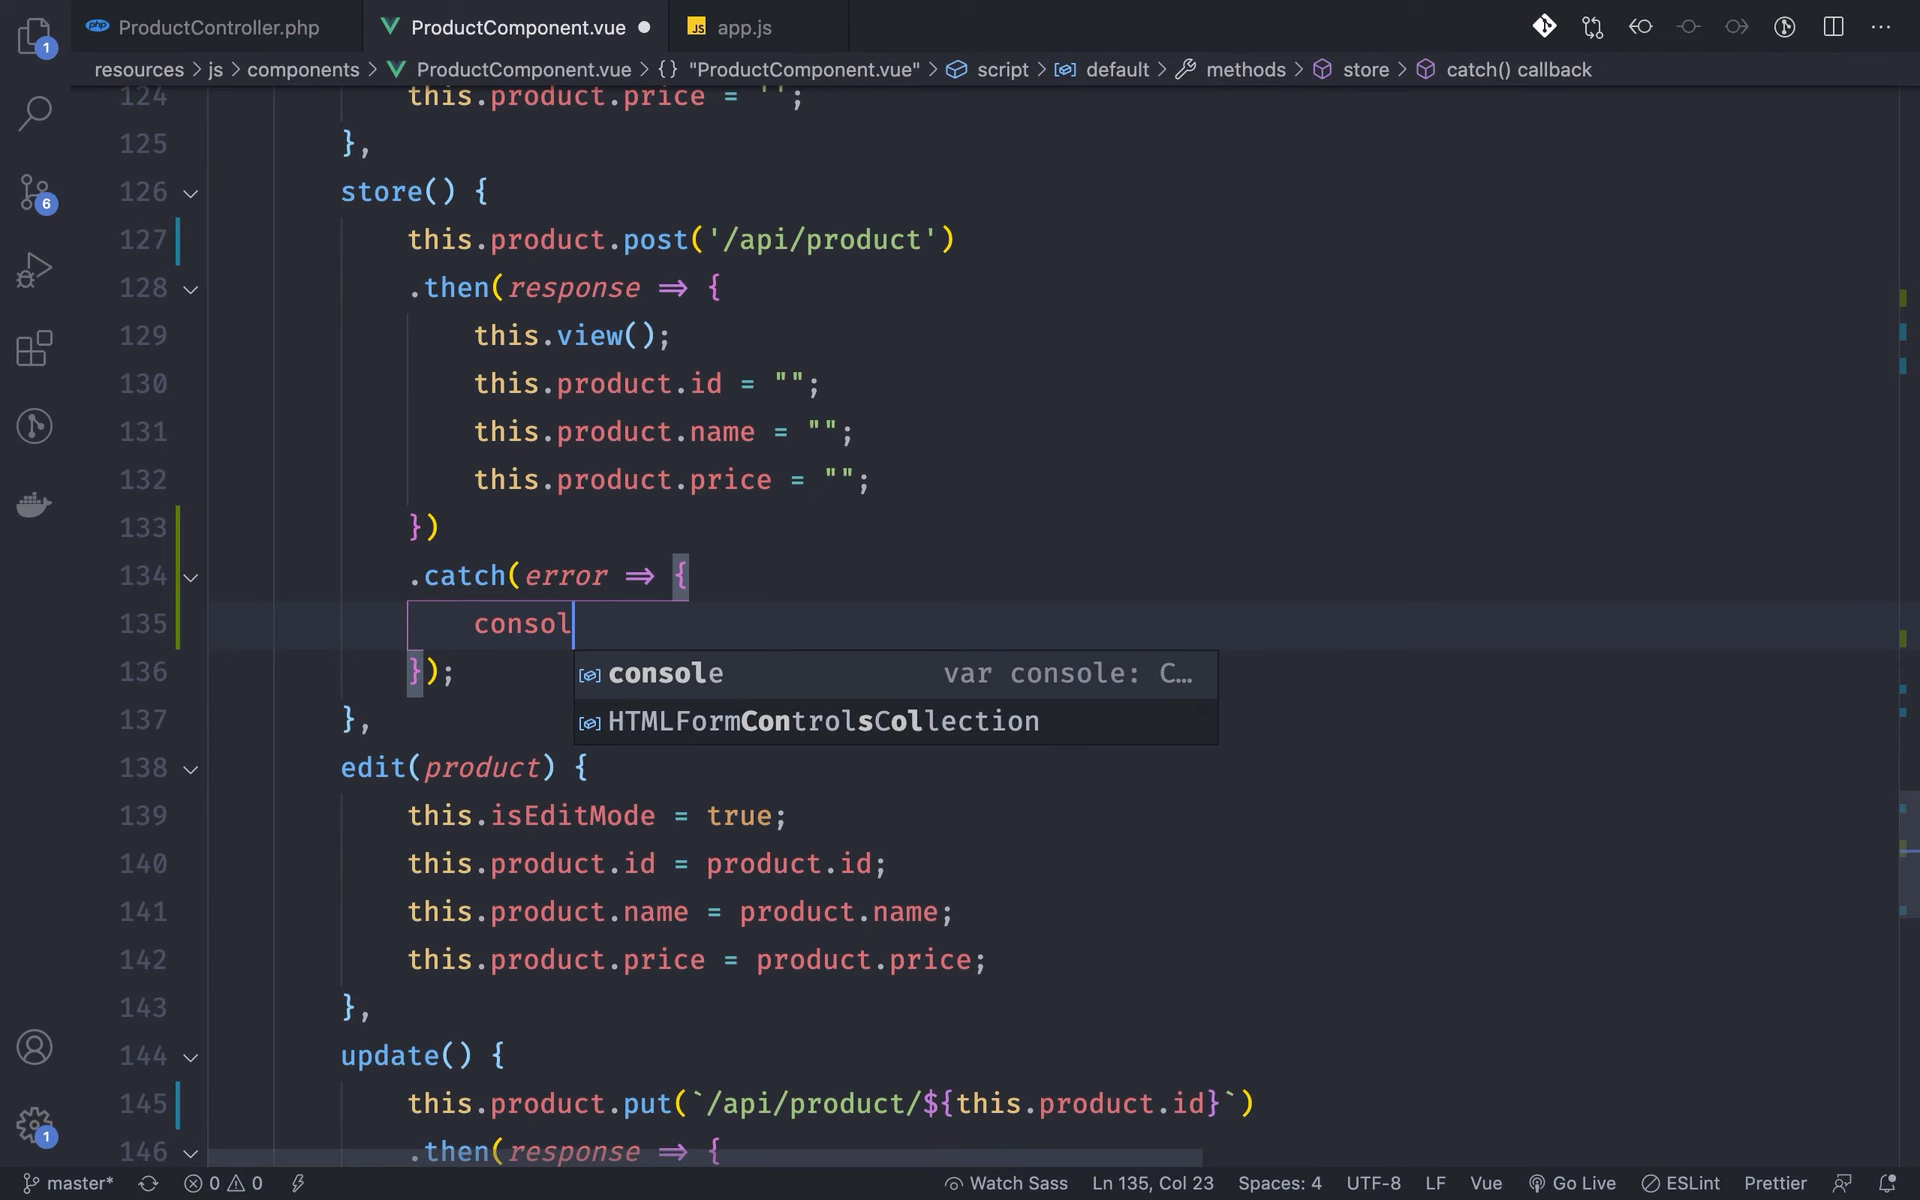 ProductController.php ProductComponent.vue app.js
resources js components ProductComponent.vue {} "ProductComponent.vue" script default methods store catch() callback
124 this.product.price = '';
125 },
126 store() {
127 this.product.post('/api/product')
128 .then(response => {
129 this.view();
130 this.product.id = "";
131 this.product.name = "";
132 this.product.price = "";
133 })
134 .catch(error => {
135 consol
console var console: C…
136 });
HTMLFormControlsCollection
137 },
138 edit(product) {
139 this.isEditMode = true;
140 this.product.id = product.id;
141 this.product.name = product.name;
142 this.product.price = product.price;
143 },
144 update() {
145 this.product.put(`/api/product/${this.product.id}`)
146 .then(response => {
1
6
1
master* 0 0 Watch Sass Ln 135, Col 23 Spaces: 4 UTF-8 LF Vue Go Live ESLint Prettier